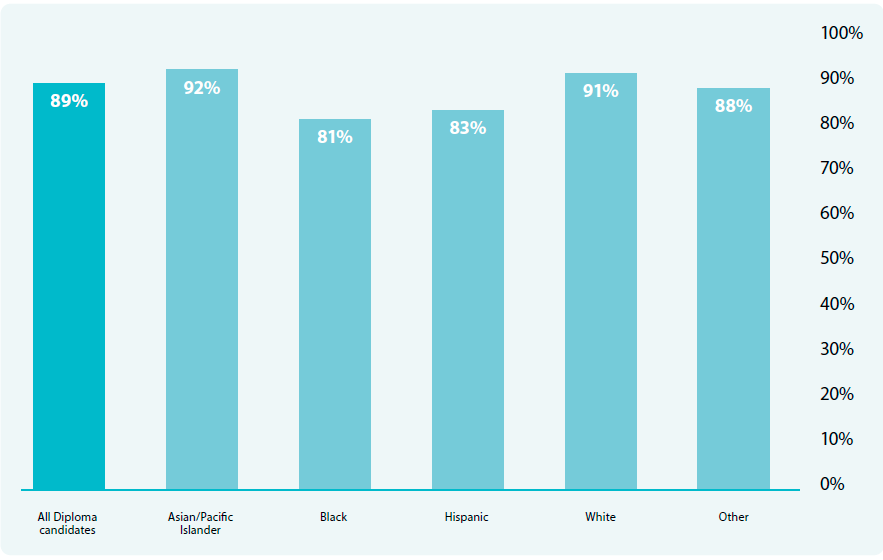 100%
90%
80%
70%
60%
50%
40%
30%
20%
10%
0%
89%
92%
81%
83%
91%
88%
All Diploma
candidates
Asian/Pacific
Islander
Black
Hispanic
White
Other